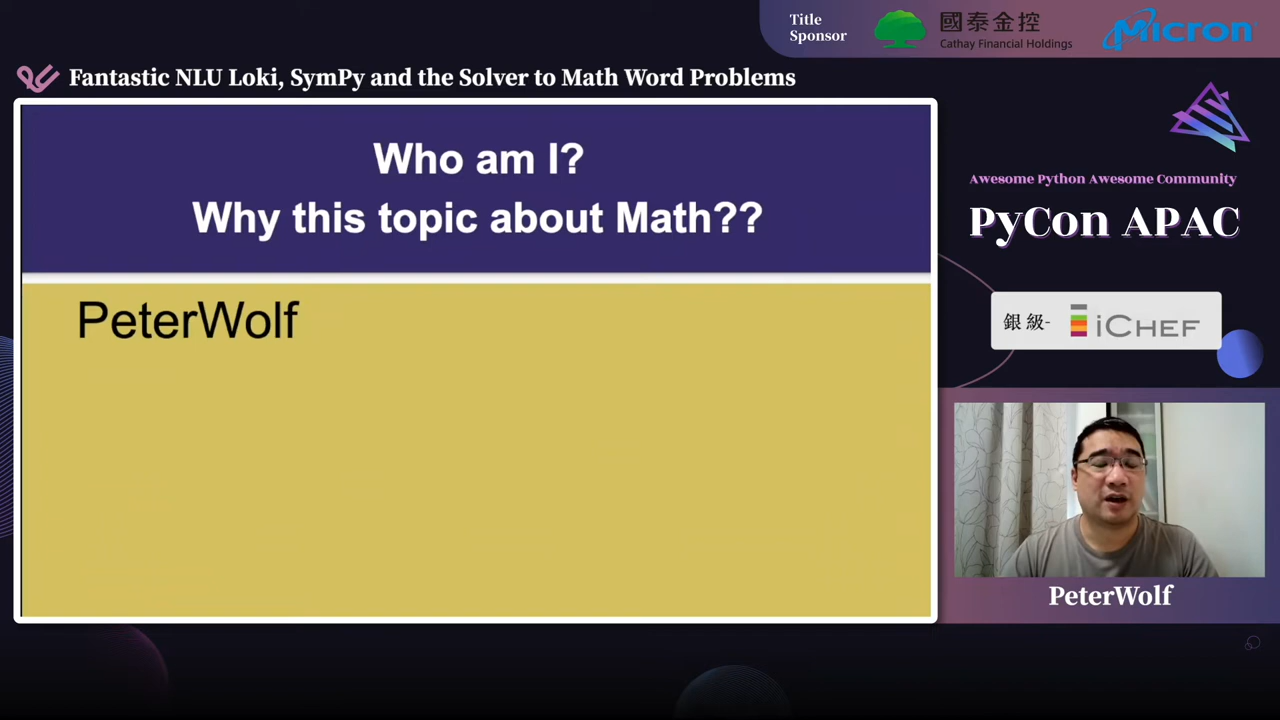 Title
Sponsor
國泰金控
Cathay Financial Holdings
Micron
Fantastic NLU Loki, SymPy and the Solver to Math Word Problems
Who am I?
Why this topic about Math??
PeterWolf
Awesome Python Awesome Community
PyCon APAC
銀級-
iCHEF
PeterWolf